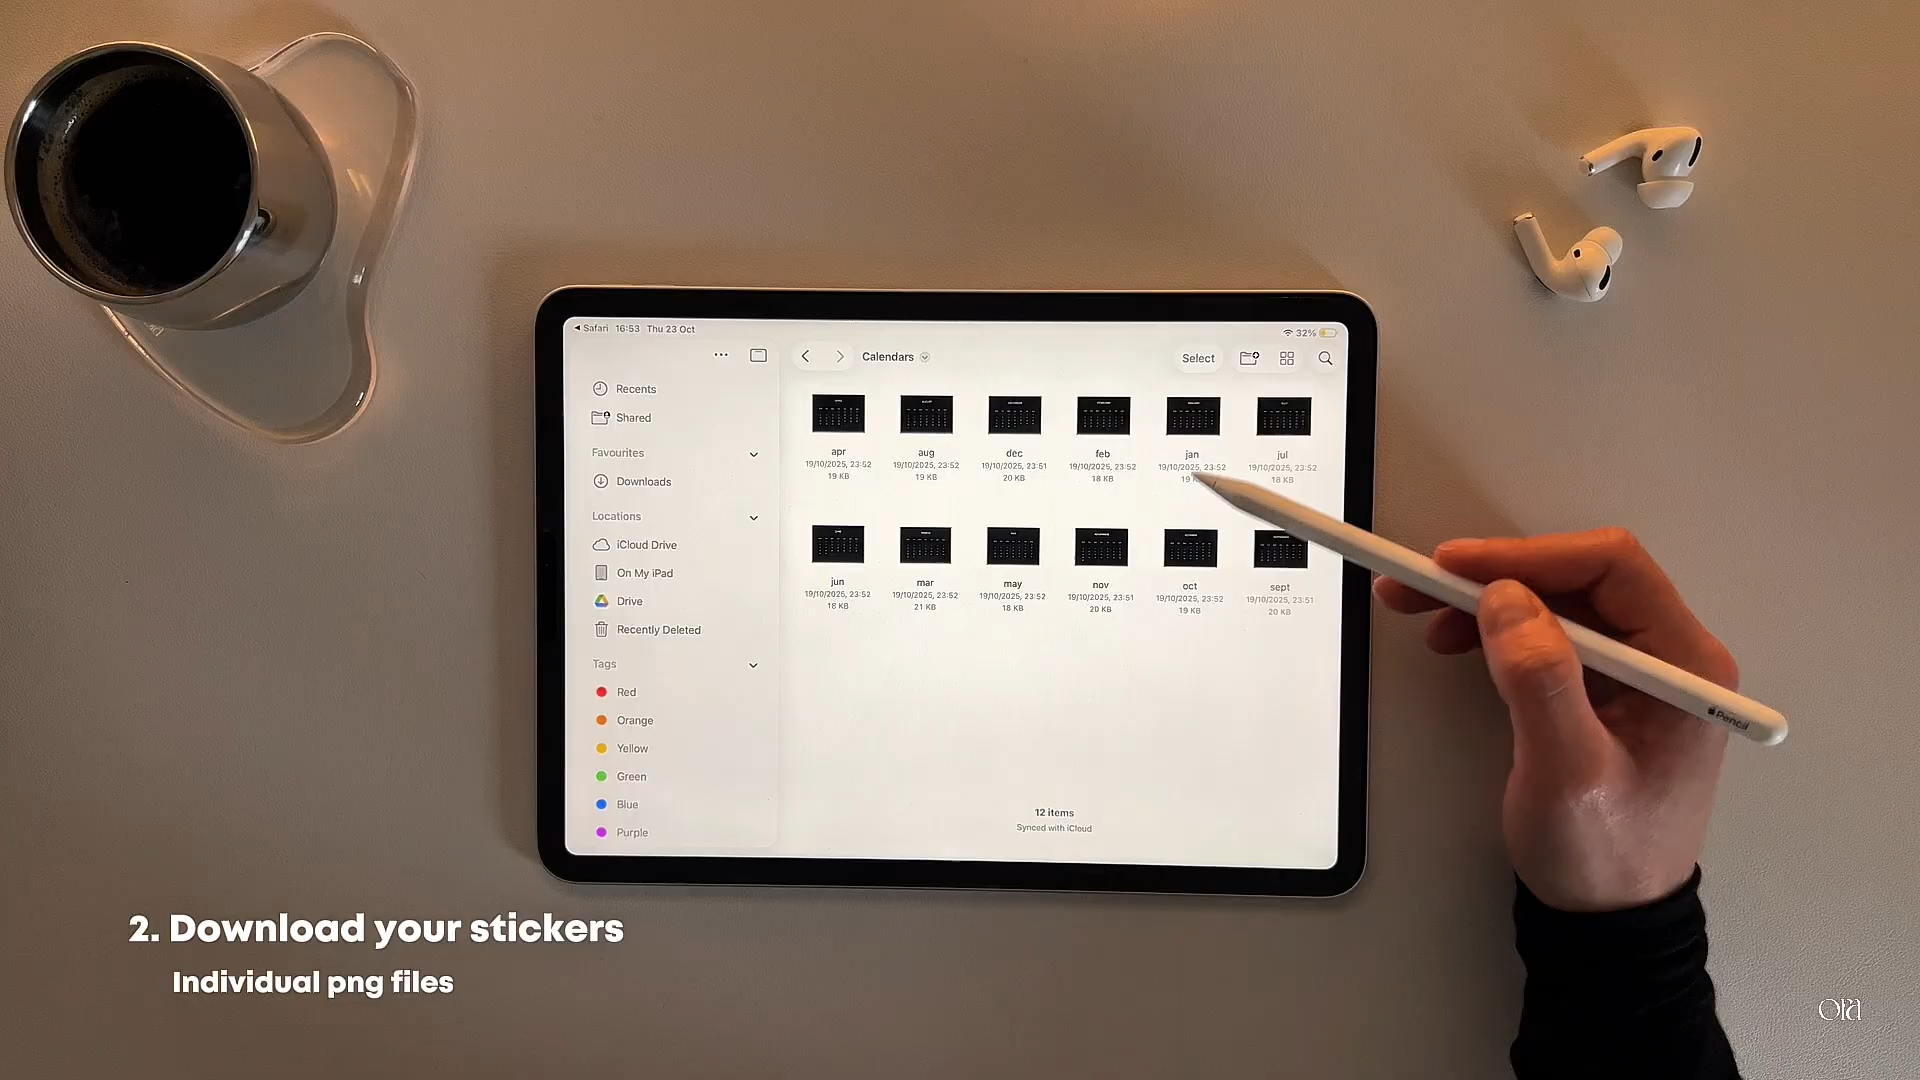 ◀ Safari 16:53 Thu 23 Oct
32%
Calendars
Select
Recents
Shared
Favourites
Downloads
Locations
iCloud Drive
On My iPad
Drive
Recently Deleted
Tags
Red
Orange
Yellow
Green
Blue
Purple
apr aug dec feb jan jul
19/10/2025, 23:52 19/10/2025, 23:52 19/10/2025, 23:51 19/10/2025, 23:52 19/10/2025, 23:52 19/10/2025, 23:52
19 KB 19 KB 20 KB 18 KB 19 18 KB
jun mar may nov oct sept
19/10/2025, 23:52 19/10/2025, 23:52 19/10/2025, 23:52 19/10/2025, 23:51 19/10/2025, 23:52 19/10/2025, 23:51
18 KB 21 KB 18 KB 20 KB 19 KB 20 KB
12 items
Synced with iCloud
Pencil
2. Download your stickers
Individual png files
ora